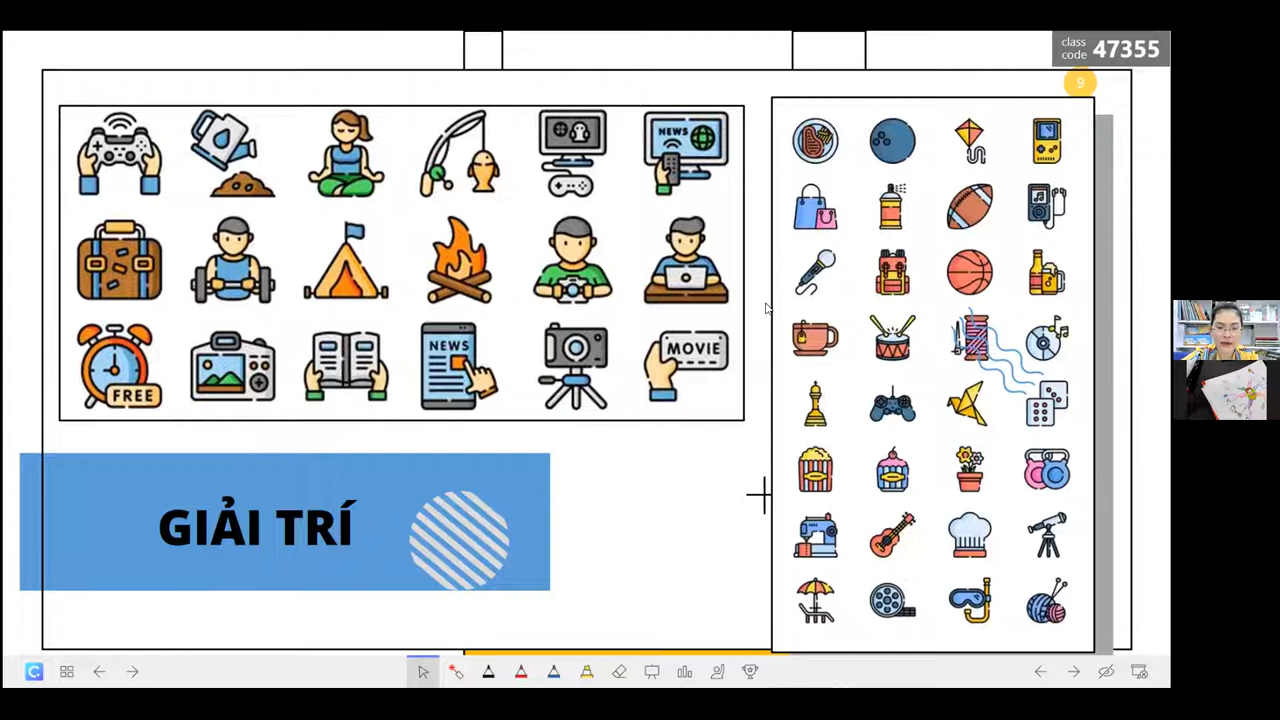 class
code 47355
9
NEWS
FREE
NEWS
MOVIE
GIẢI TRÍ